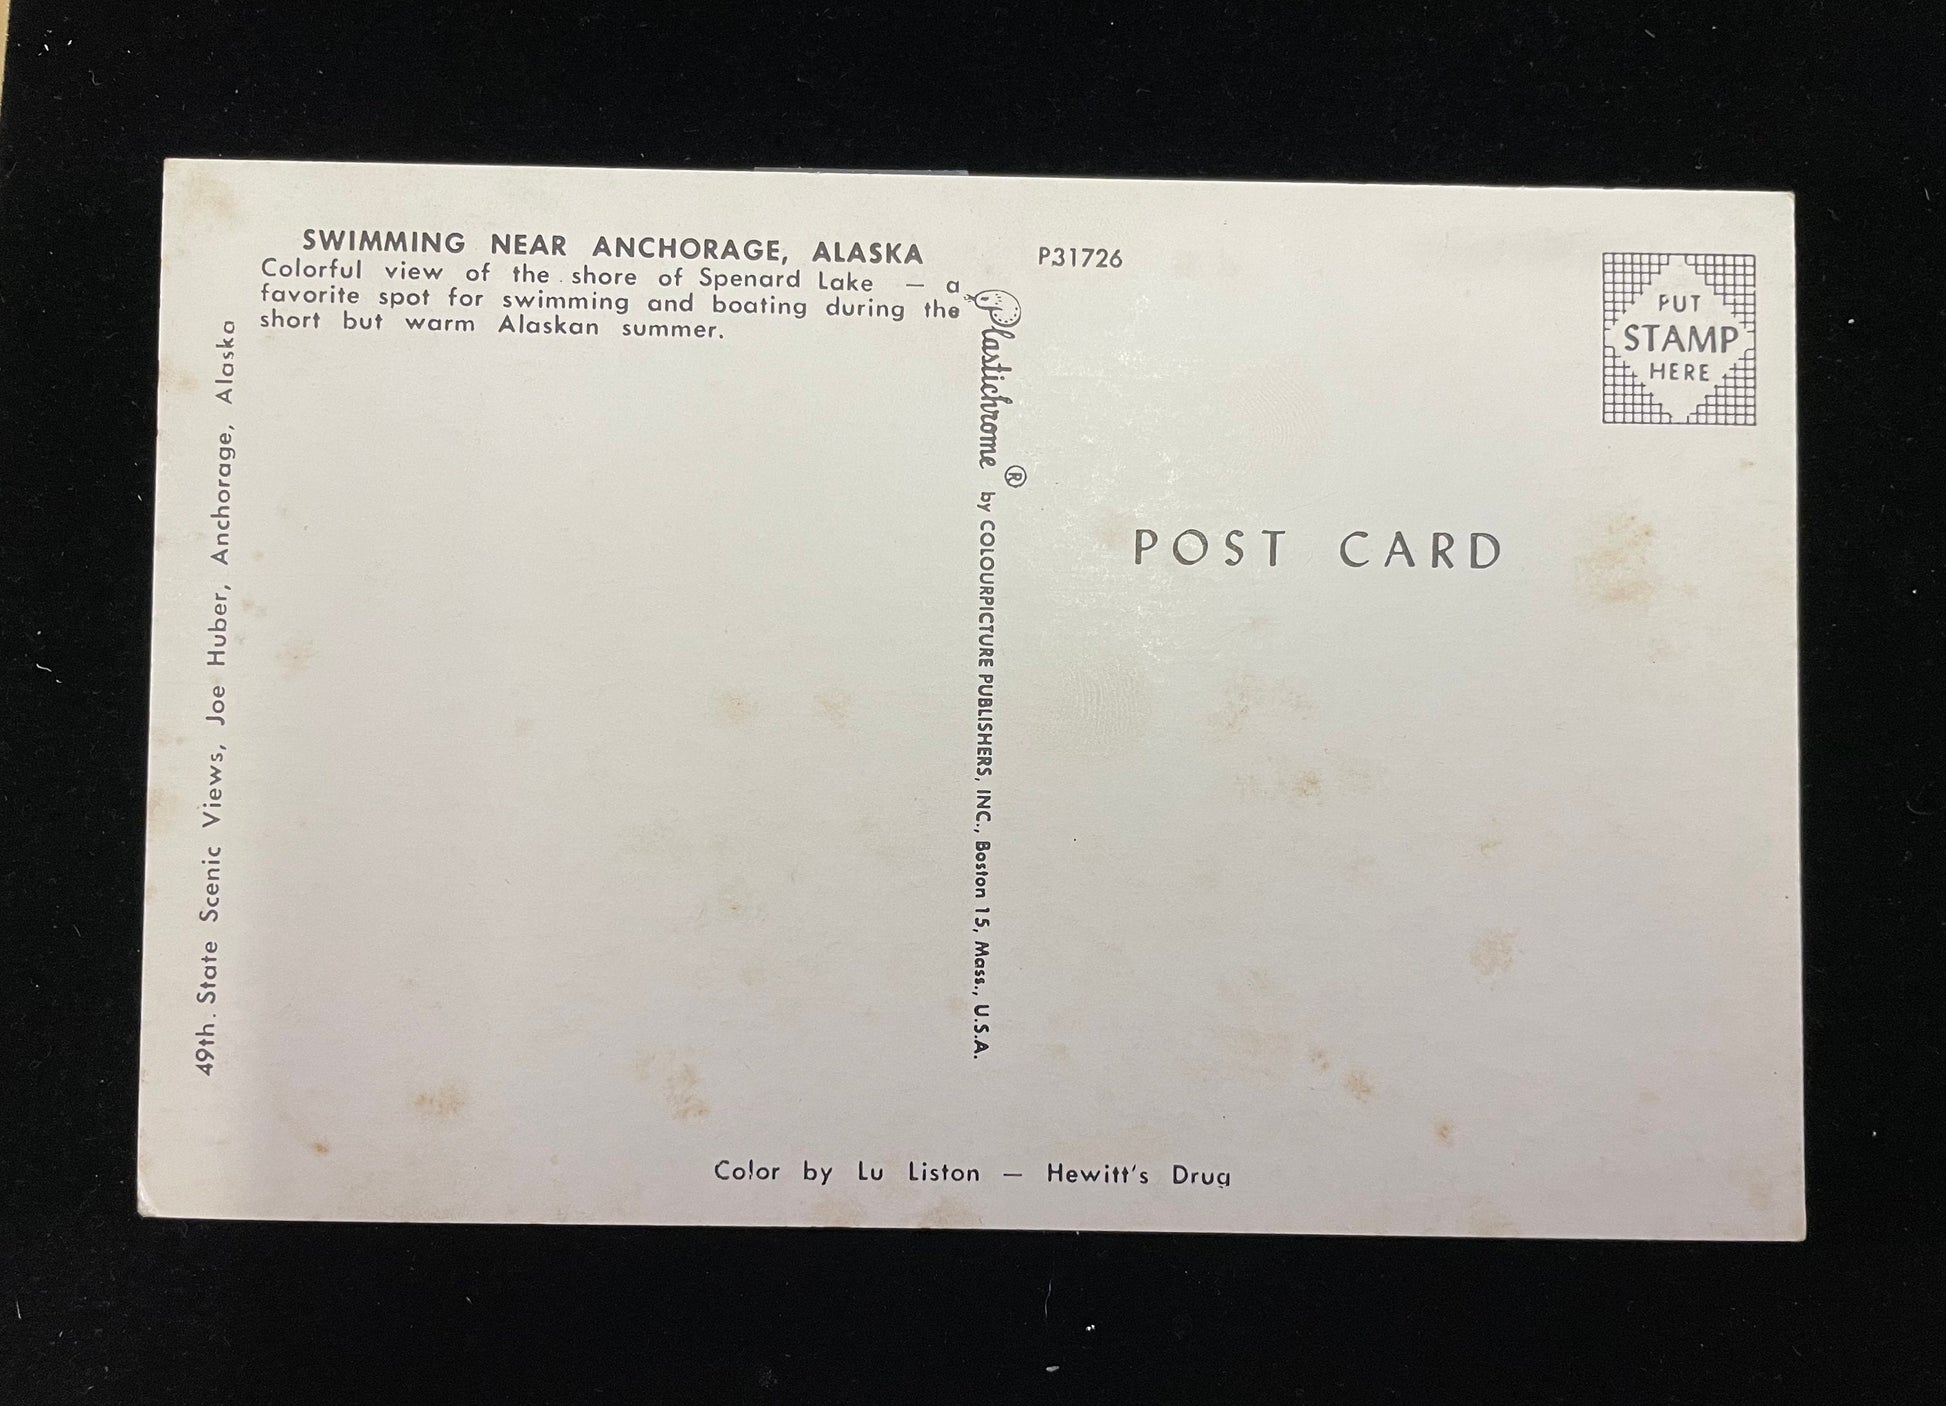 SWIMMING NEAR ANCHORAGE, ALASKA
Colorful view of the shore of Spenard Lake — a
favorite spot for swimming and boating during the
short but warm Alaskan summer.
49th. State Scenic Views, Joe Huber, Anchorage, Alaska
Plastichrome ® by COLOURPICTURE PUBLISHERS, INC., Boston 15, Mass., U.S.A.
P31726
PUT
STAMP
HERE
POST CARD
Color by Lu Liston — Hewitt's Drug